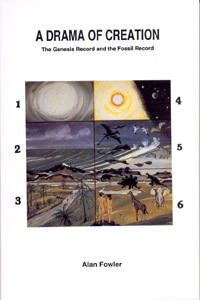 A DRAMA OF CREATION
The Genesis Record and the Fossil Record
1 4
2 5
3 6
Alan Fowler